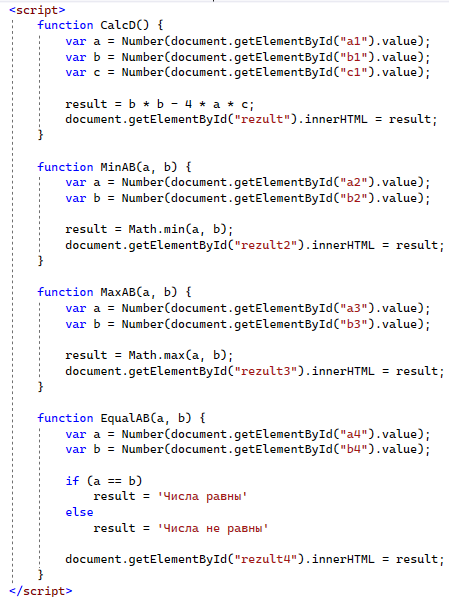 <script>
function CalcD() {
var a = Number(document.getElementById("a1").value);
var b = Number(document.getElementById("b1").value);
var c = Number(document.getElementById("c1").value);
result = b * b - 4 * a * c;
document.getElementById("rezult").innerHTML = result;
}
function MinAB(a, b) {
var a = Number(document.getElementById("a2").value);
var b = Number(document.getElementById("b2").value);
result = Math.min(a, b);
document.getElementById("rezult2").innerHTML = result;
}
function MaxAB(a, b) {
var a = Number(document.getElementById("a3").value);
var b = Number(document.getElementById("b3").value);
result = Math.max(a, b);
document.getElementById("rezult3").innerHTML = result;
}
function EqualAB(a, b) {
var a = Number(document.getElementById("a4").value);
var b = Number(document.getElementById("b4").value);
if (a == b)
result = 'Числа равны'
else
result = 'Числа не равны'
document.getElementById("rezult4").innerHTML = result;
}
</script>